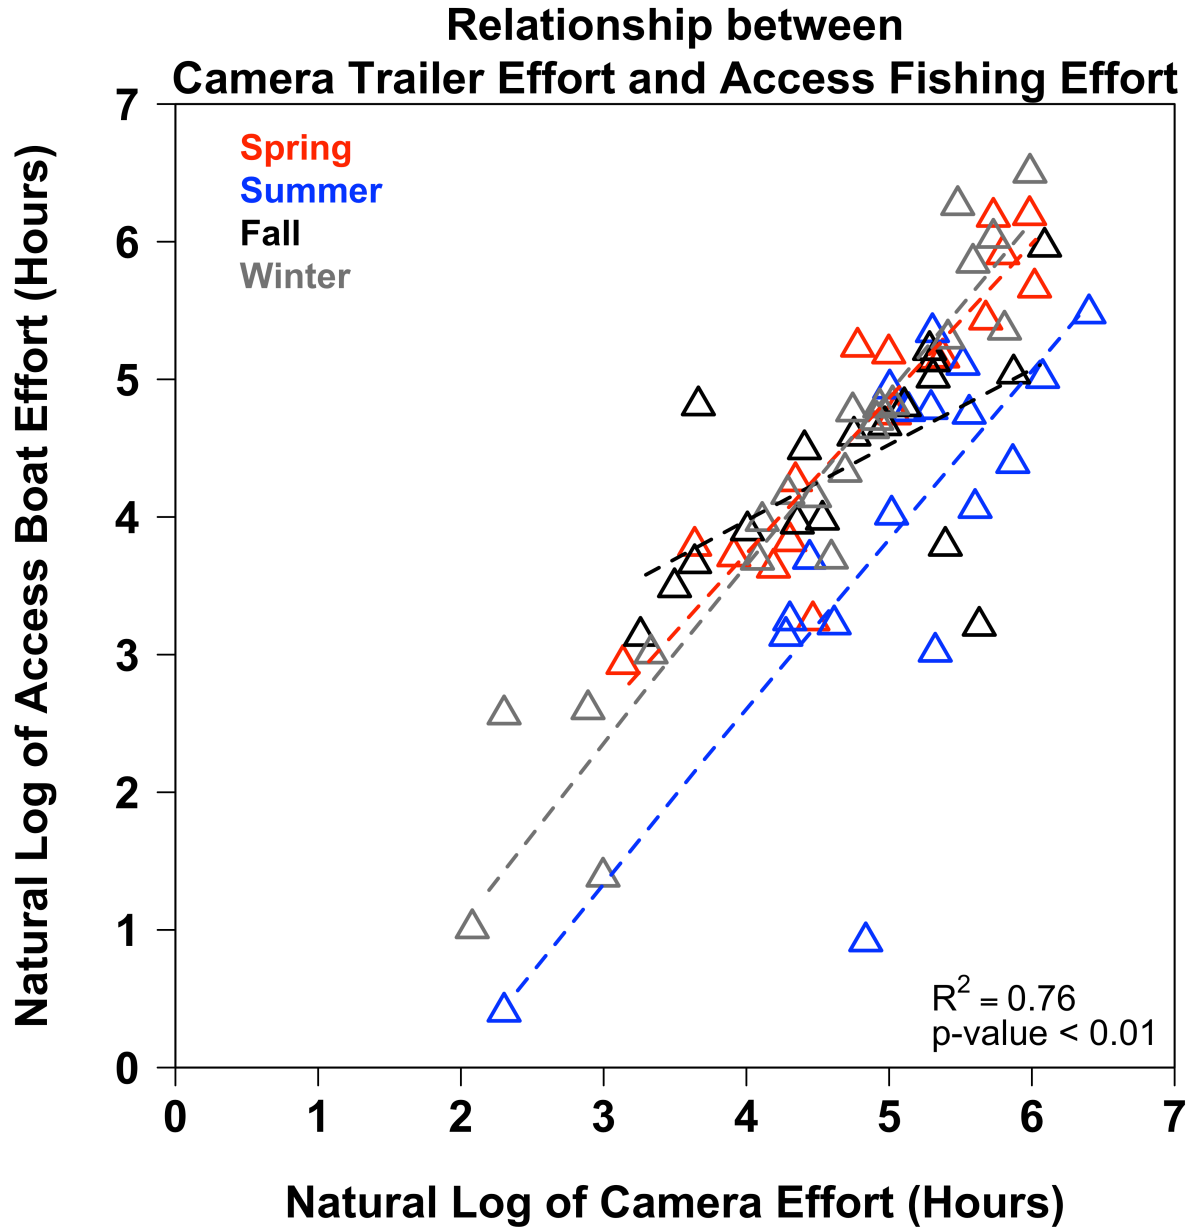 Relationship between
Camera Trailer Effort and Access Fishing Effort
Natural Log of Access Boat Effort (Hours)
7
6
5
4
3
2
1
0
Spring
Summer
Fall
Winter
R² = 0.76
p-value < 0.01
0 1 2 3 4 5 6 7
Natural Log of Camera Effort (Hours)